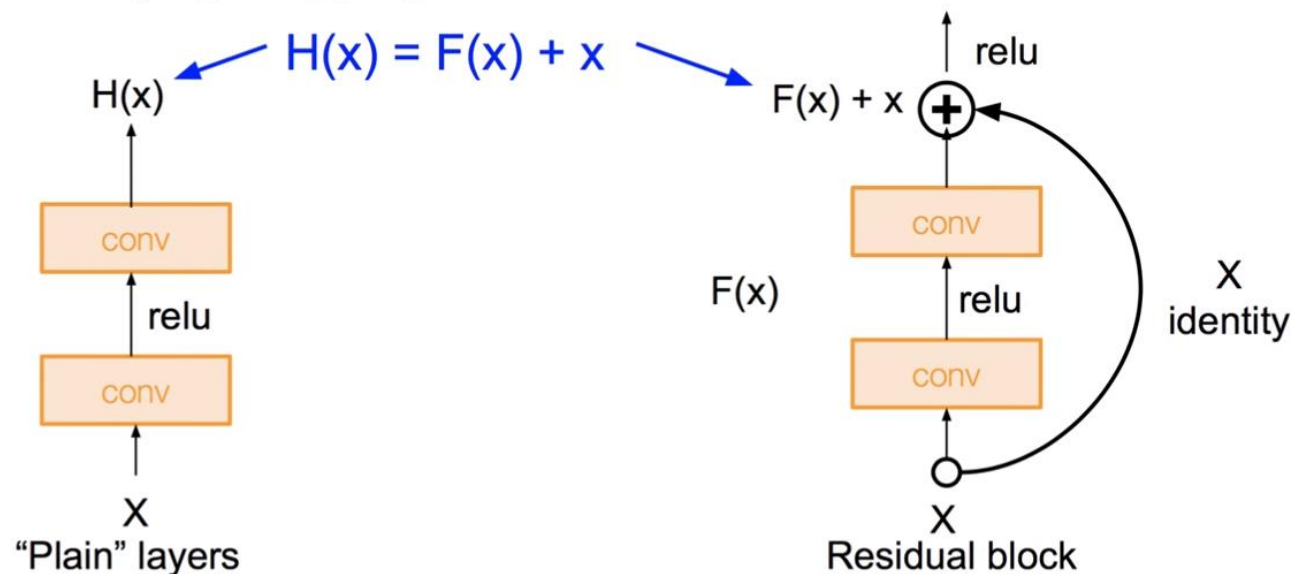 H(x) = F(x) + x
H(x)
conv
relu
conv
X
“Plain” layers
relu
F(x) + x
+
conv
F(x)
relu
X
identity
conv
X
Residual block